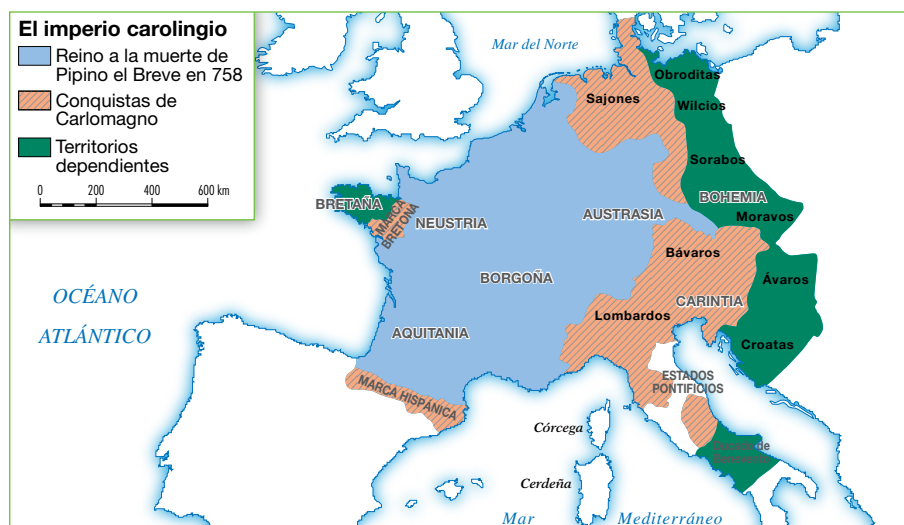 El imperio carolingio
Reino a la muerte de
Pipino el Breve en 758
Conquistas de
Carlomagno
Territorios
dependientes
0 200 400 600 km
Mar del Norte
Obroditas
Sajones
Wilcios
Sorabos
BOHEMIA
BRETAÑA
MARCA
BRETONA
NEUSTRIA
AUSTRASIA
Moravos
Bávaros
BORGOÑA
Ávaros
OCÉANO
ATLÁNTICO
CARINTIA
Lombardos
AQUITANIA
Croatas
ESTADOS
PONTIFICIOS
MARCA HISPÁNICA
Córcega
Ducado de
Benevento
Cerdeña
Mar Mediterráneo